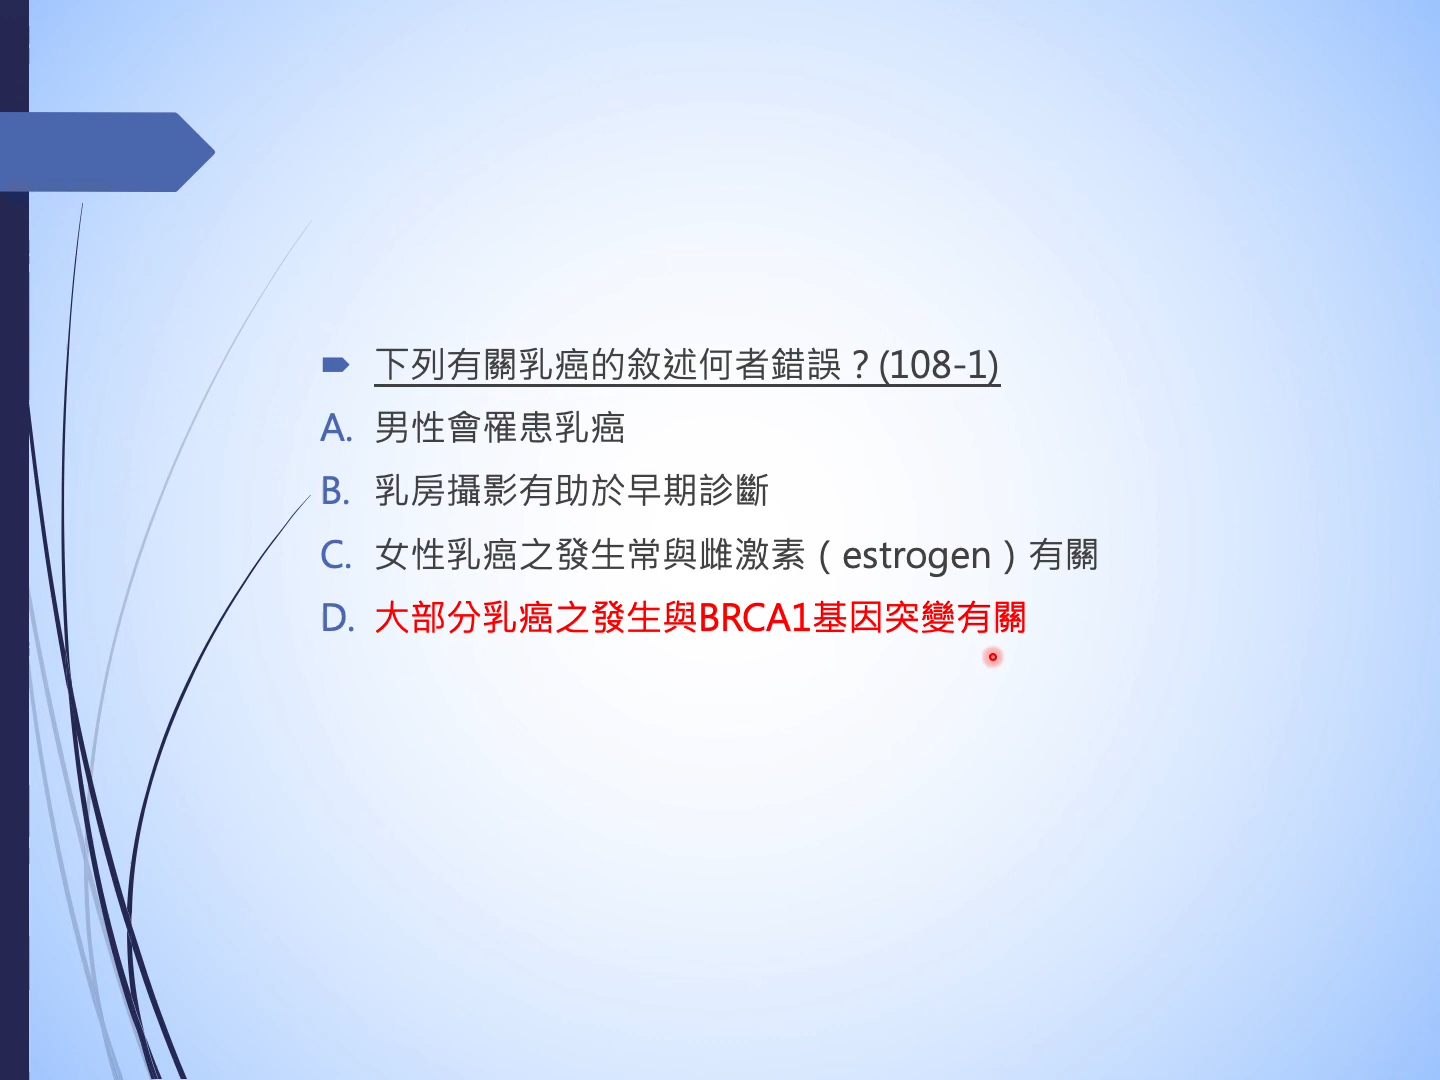 下列有關乳癌的敘述何者錯誤？(108-1)
A. 男性會罹患乳癌
B. 乳房攝影有助於早期診斷
C. 女性乳癌之發生常與雌激素（estrogen）有關
D. 大部分乳癌之發生與BRCA1基因突變有關